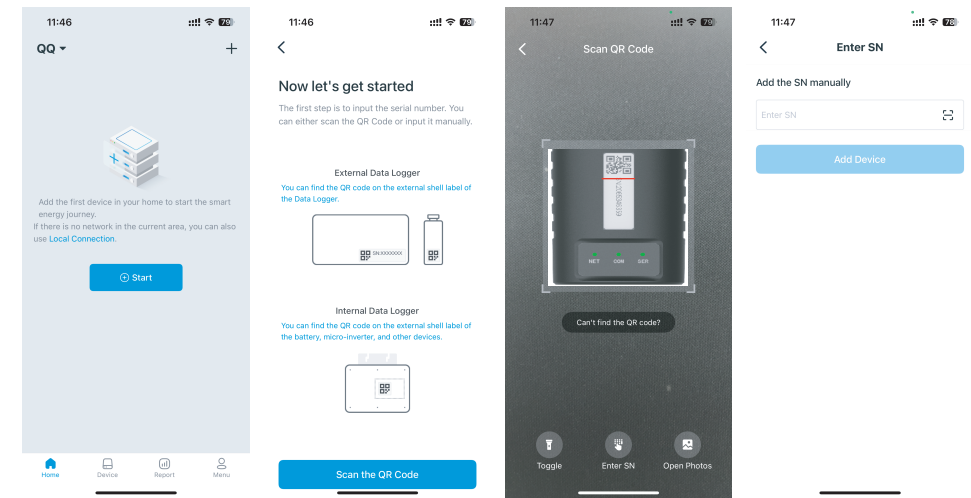 11:46
79
QQ
Add the first device in your home to start the smart
energy journey.
If there is no network in the current area, you can also
use Local Connection.
Start
Home
Device
Report
Menu
11:46
79
Now let's get started
The first step is to input the serial number. You
can either scan the QR Code or input it manually.
External Data Logger
You can find the QR code on the external shell label of
the Data Logger.
SN:XXXXXXX
Internal Data Logger
You can find the QR code on the external shell label of
the battery, micro-inverter, and other devices.
Scan the QR Code
11:47
79
Scan QR Code
NET COM SER
Can't find the QR code?
Toggle
Enter SN
Open Photos
11:47
78
Enter SN
Add the SN manually
Enter SN
Add Device